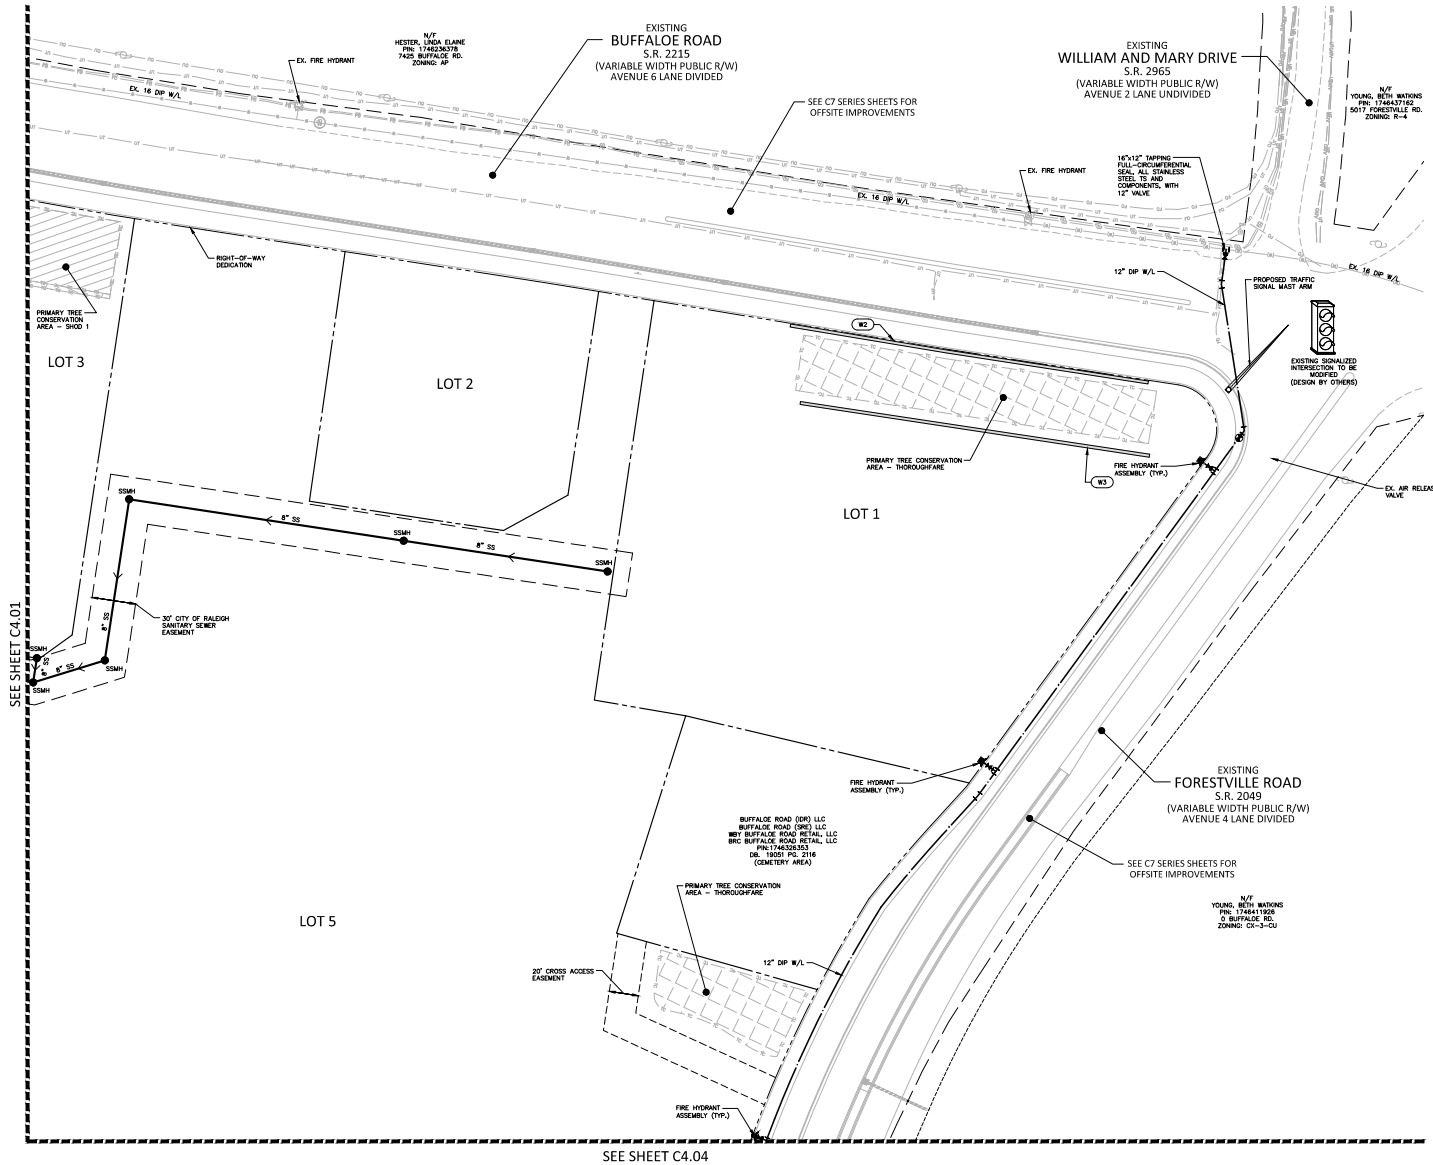 N/F
HESTER, LINDA ELAINE
PIN: 1746236378
7425 BUFFALOE RD.
ZONING: AP
EXISTING
BUFFALOE ROAD
S.R. 2215
(VARIABLE WIDTH PUBLIC R/W)
AVENUE 6 LANE DIVIDED
EXISTING
WILLIAM AND MARY DRIVE
S.R. 2965
(VARIABLE WIDTH PUBLIC R/W)
AVENUE 2 LANE UNDIVIDED
N/F
YOUNG, BETH WATKINS
PIN: 1746437162
5017 FORESTVILLE RD.
ZONING: R-4
EX. FIRE HYDRANT
EX. 16 DIP W/L
SEE C7 SERIES SHEETS FOR
OFFSITE IMPROVEMENTS
16"x12" TAPPING
FULL-CIRCUMFERENTIAL
SEAL, ALL STAINLESS
STEEL TS AND
COMPONENTS, WITH
12" VALVE
EX. FIRE HYDRANT
EX. 16 DIP W/L
EX. 16 DIP W/L
RIGHT-OF-WAY
DEDICATION
12" DIP W/L
PROPOSED TRAFFIC
SIGNAL MAST ARM
PRIMARY TREE
CONSERVATION
AREA - SHOD 1
W2
EXISTING SIGNALIZED
INTERSECTION TO BE
MODIFIED
(DESIGN BY OTHERS)
LOT 3
LOT 2
PRIMARY TREE CONSERVATION
AREA - THOROUGHFARE
FIRE HYDRANT
ASSEMBLY (TYP.)
W3
EX. AIR RELEAS
VALVE
LOT 1
SSMH
8" SS
SSMH
8" SS
SSMH
30' CITY OF RALEIGH
SANITARY SEWER
EASEMENT
8" SS
SSMH
8" SS
8" SS
SSMH
SSMH
SEE SHEET C4.01
FIRE HYDRANT
ASSEMBLY (TYP.)
EXISTING
FORESTVILLE ROAD
S.R. 2049
(VARIABLE WIDTH PUBLIC R/W)
AVENUE 4 LANE DIVIDED
BUFFALOE ROAD (IDR) LLC
BUFFALOE ROAD (SRE) LLC
WBY BUFFALOE ROAD RETAIL, LLC
BRC BUFFALOE ROAD RETAIL, LLC
PIN:1746326353
DB. 19051 PG. 2116
(CEMETERY AREA)
SEE C7 SERIES SHEETS FOR
OFFSITE IMPROVEMENTS
PRIMARY TREE CONSERVATION
AREA - THOROUGHFARE
N/F
YOUNG, BETH WATKINS
PIN: 1746411926
0 BUFFALOE RD.
ZONING: CX-3-CU
LOT 5
12" DIP W/L
20' CROSS ACCESS
EASEMENT
FIRE HYDRANT
ASSEMBLY (TYP.)
SEE SHEET C4.04